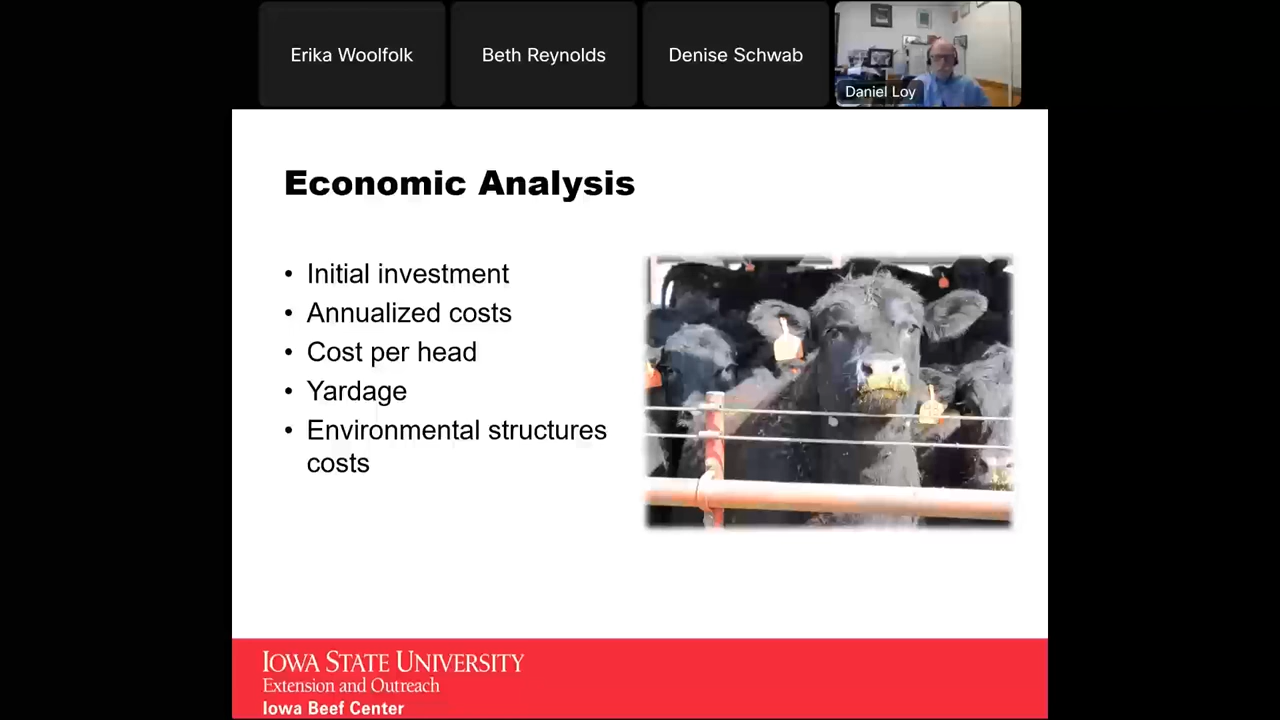 Erika Woolfolk
Beth Reynolds
Denise Schwab
Daniel Loy
Economic Analysis
• Initial investment
• Annualized costs
• Cost per head
• Yardage
• Environmental structures
costs
IOWA STATE UNIVERSITY
Extension and Outreach
Iowa Beef Center